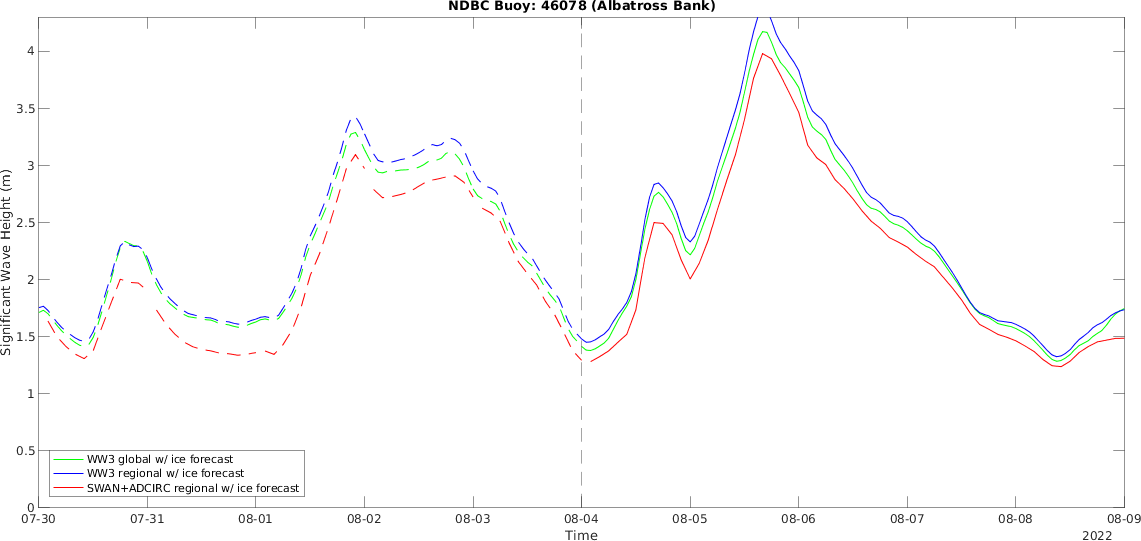 NDBC Buoy: 46078 (Albatross Bank)
4
3.5
3
2.5
2
1.5
1
0.5
0
Significant Wave Height (m)
WW3 global w/ ice forecast
WW3 regional w/ ice forecast
SWAN+ADCIRC regional w/ ice forecast
07-30 07-31 08-01 08-02 08-03 08-04 08-05 08-06 08-07 08-08 08-09
Time
2022